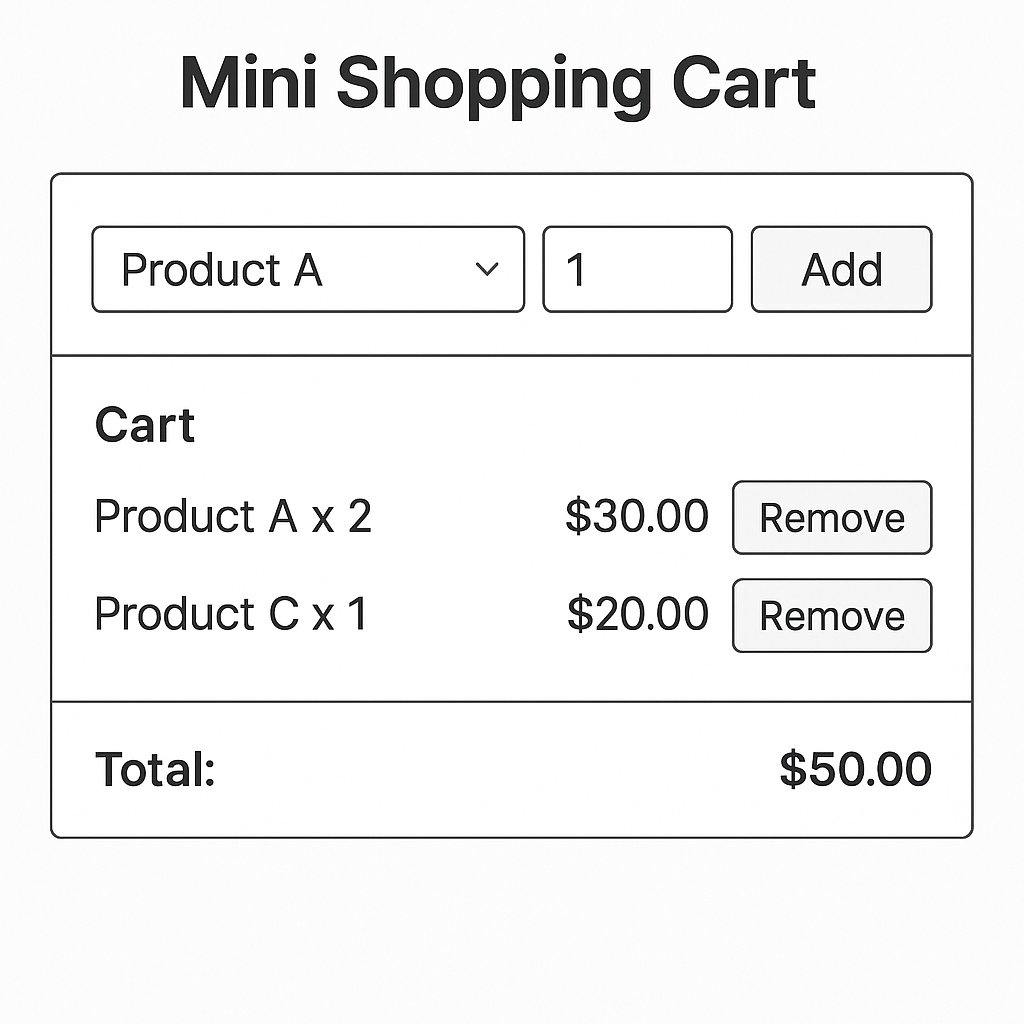 Mini Shopping Cart
Product A 1 Add
Cart
Product A x 2 $30.00 Remove
Product C x 1 $20.00 Remove
Total: $50.00